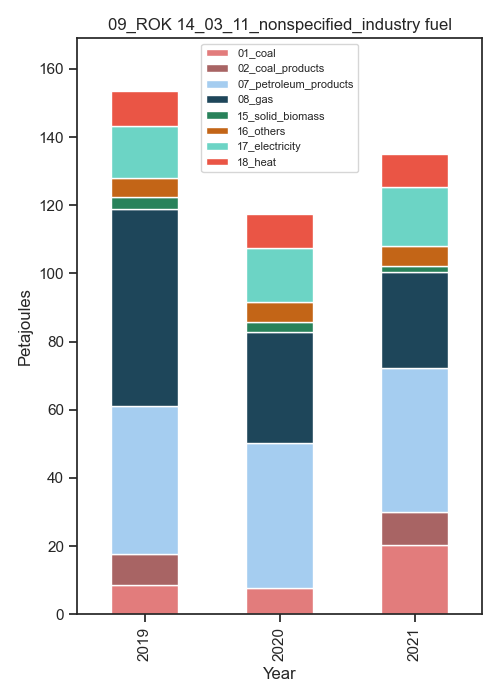 09_ROK 14_03_11_nonspecified_industry fuel
01_coal
02_coal_products
07_petroleum_products
08_gas
15_solid_biomass
16_others
17_electricity
18_heat
Petajoules
160
140
120
100
80
60
40
20
0
2019
2020
2021
Year